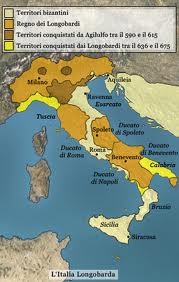 Territori bizantini
Regno dei Longobardi
Territori conquistati da Agilulfo tra il 590 e il 615
Territori conquistati dai Longobardi tra il 636 e il 675
Milano
Aquileia
Ravenna
Esarcato
Tuscia
Spoleto
Ducato
di Spoleto
Ducato
di Roma
Roma
Ducato di
Benevento
Benevento
Ducato
di Napoli
Calabria
Bruzio
Sicilia
Siracusa
L'Italia Longobarda